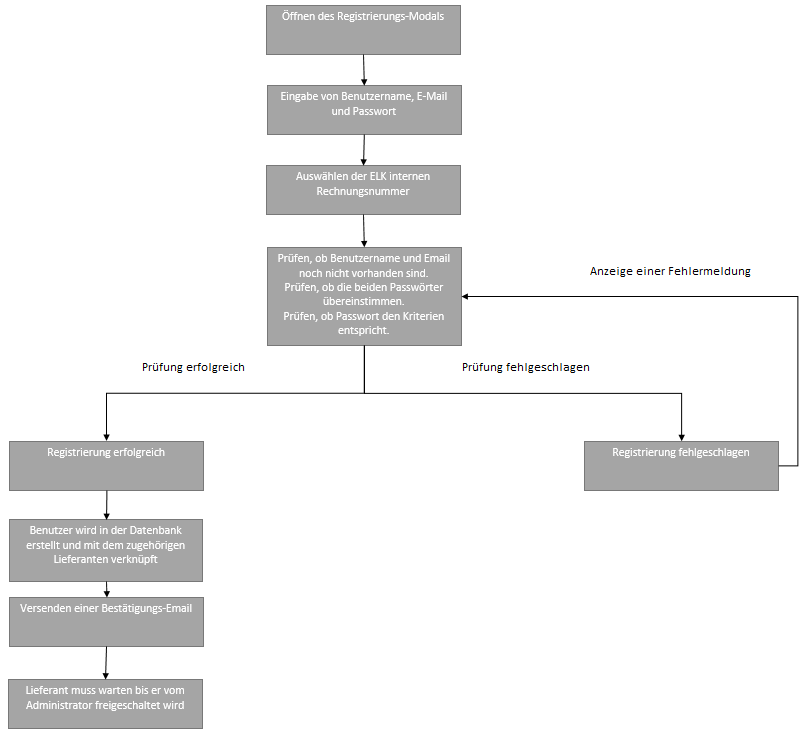 Öffnen des Registrierungs-Modals
Eingabe von Benutzername, E-Mail
und Passwort
Auswählen der ELK internen
Rechnungsnummer
Prüfen, ob Benutzername und Email
noch nicht vorhanden sind.
Prüfen, ob die beiden Passwörter
übereinstimmen.
Prüfen, ob Passwort den Kriterien
entspricht.
Anzeige einer Fehlermeldung
Prüfung erfolgreich
Prüfung fehlgeschlagen
Registrierung erfolgreich
Registrierung fehlgeschlagen
Benutzer wird in der Datenbank
erstellt und mit dem zugehörigen
Lieferanten verknüpft
Versenden einer Bestätigungs-Email
Lieferant muss warten bis er vom
Administrator freigeschaltet wird